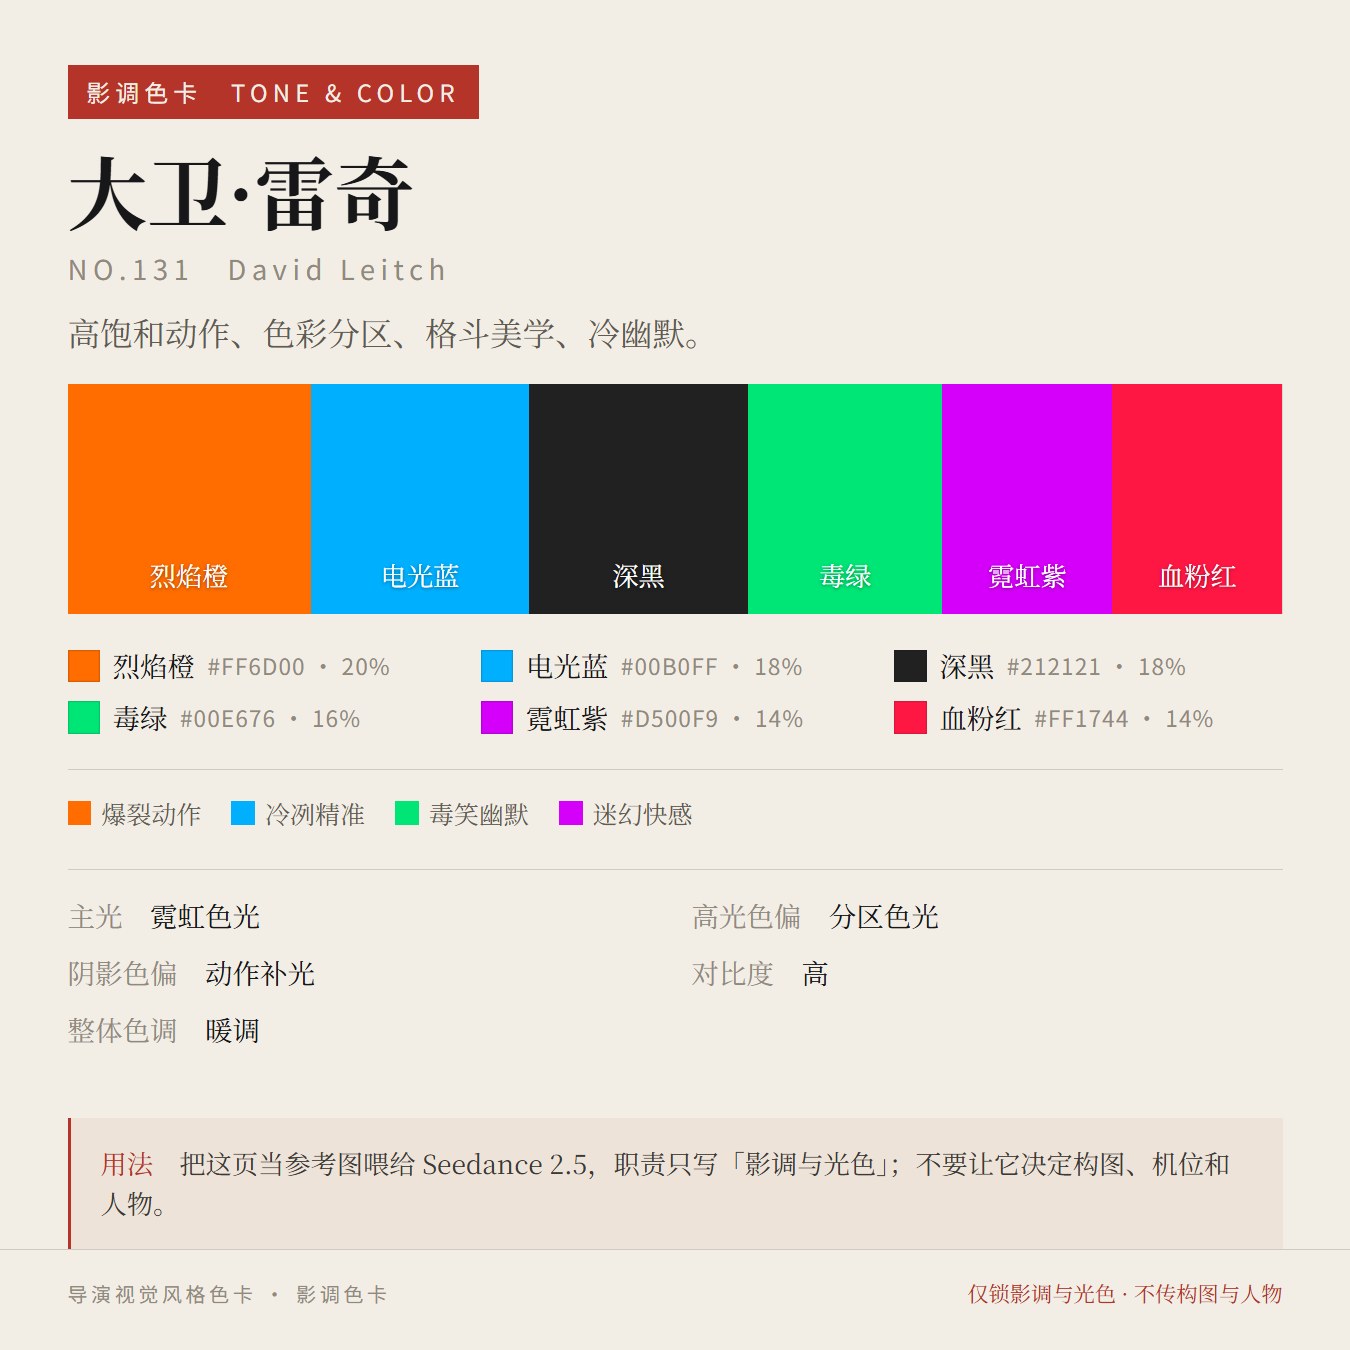 影调色卡 TONE & COLOR
大卫·雷奇
NO.131 David Leitch
高饱和动作、色彩分区、格斗美学、冷幽默。
烈焰橙 电光蓝 深黑 毒绿 霓虹紫 血粉红
烈焰橙 #FF6D00 • 20% 电光蓝 #00B0FF • 18% 深黑 #212121 • 18%
毒绿 #00E676 • 16% 霓虹紫 #D500F9 • 14% 血粉红 #FF1744 • 14%
爆裂动作 冷冽精准 毒笑幽默 迷幻快感
主光 霓虹色光 高光色偏 分区色光
阴影色偏 动作补光 对比度 高
整体色调 暖调
用法 把这页当参考图喂给 Seedance 2.5，职责只写「影调与光色」；不要让它决定构图、机位和
人物。
导演视觉风格色卡 • 影调色卡 仅锁影调与光色 · 不传构图与人物